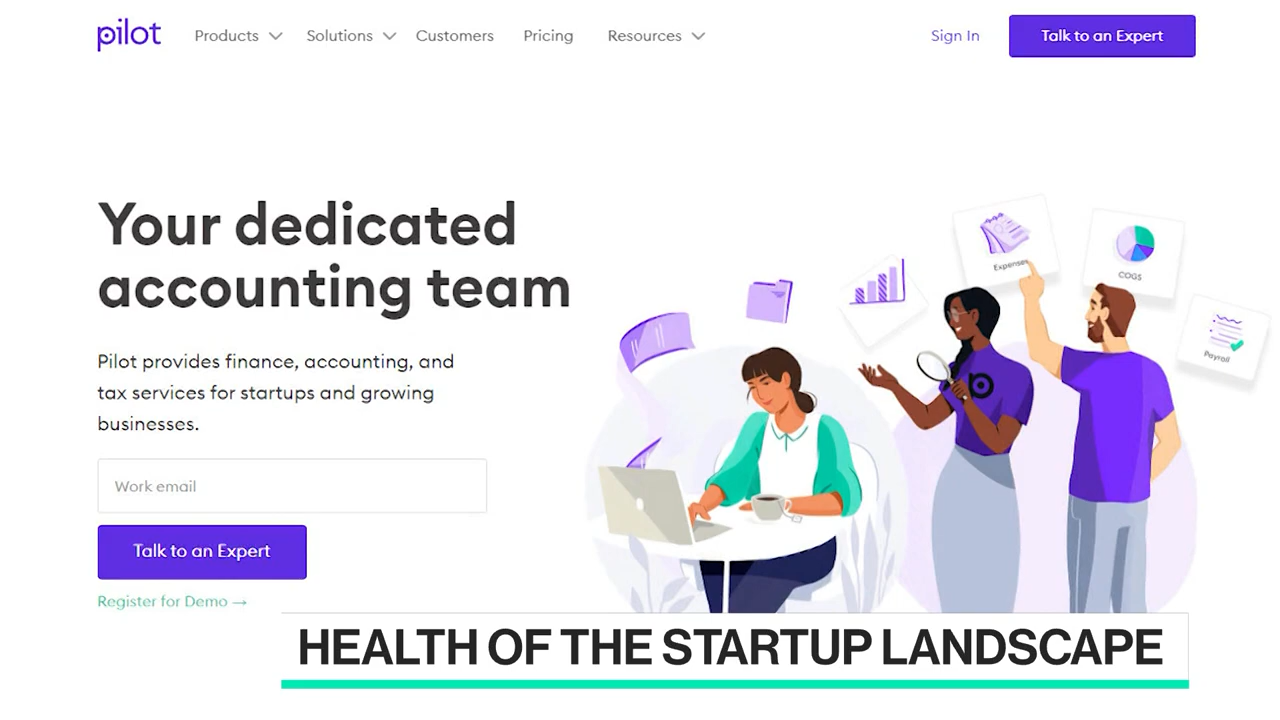 pilot
Products
Solutions
Customers
Pricing
Resources
Sign In
Talk to an Expert
Your dedicated
accounting team
Pilot provides finance, accounting, and
tax services for startups and growing
businesses.
Work email
Talk to an Expert
Register for Demo →
Expenses
COGS
Payroll
HEALTH OF THE STARTUP LANDSCAPE